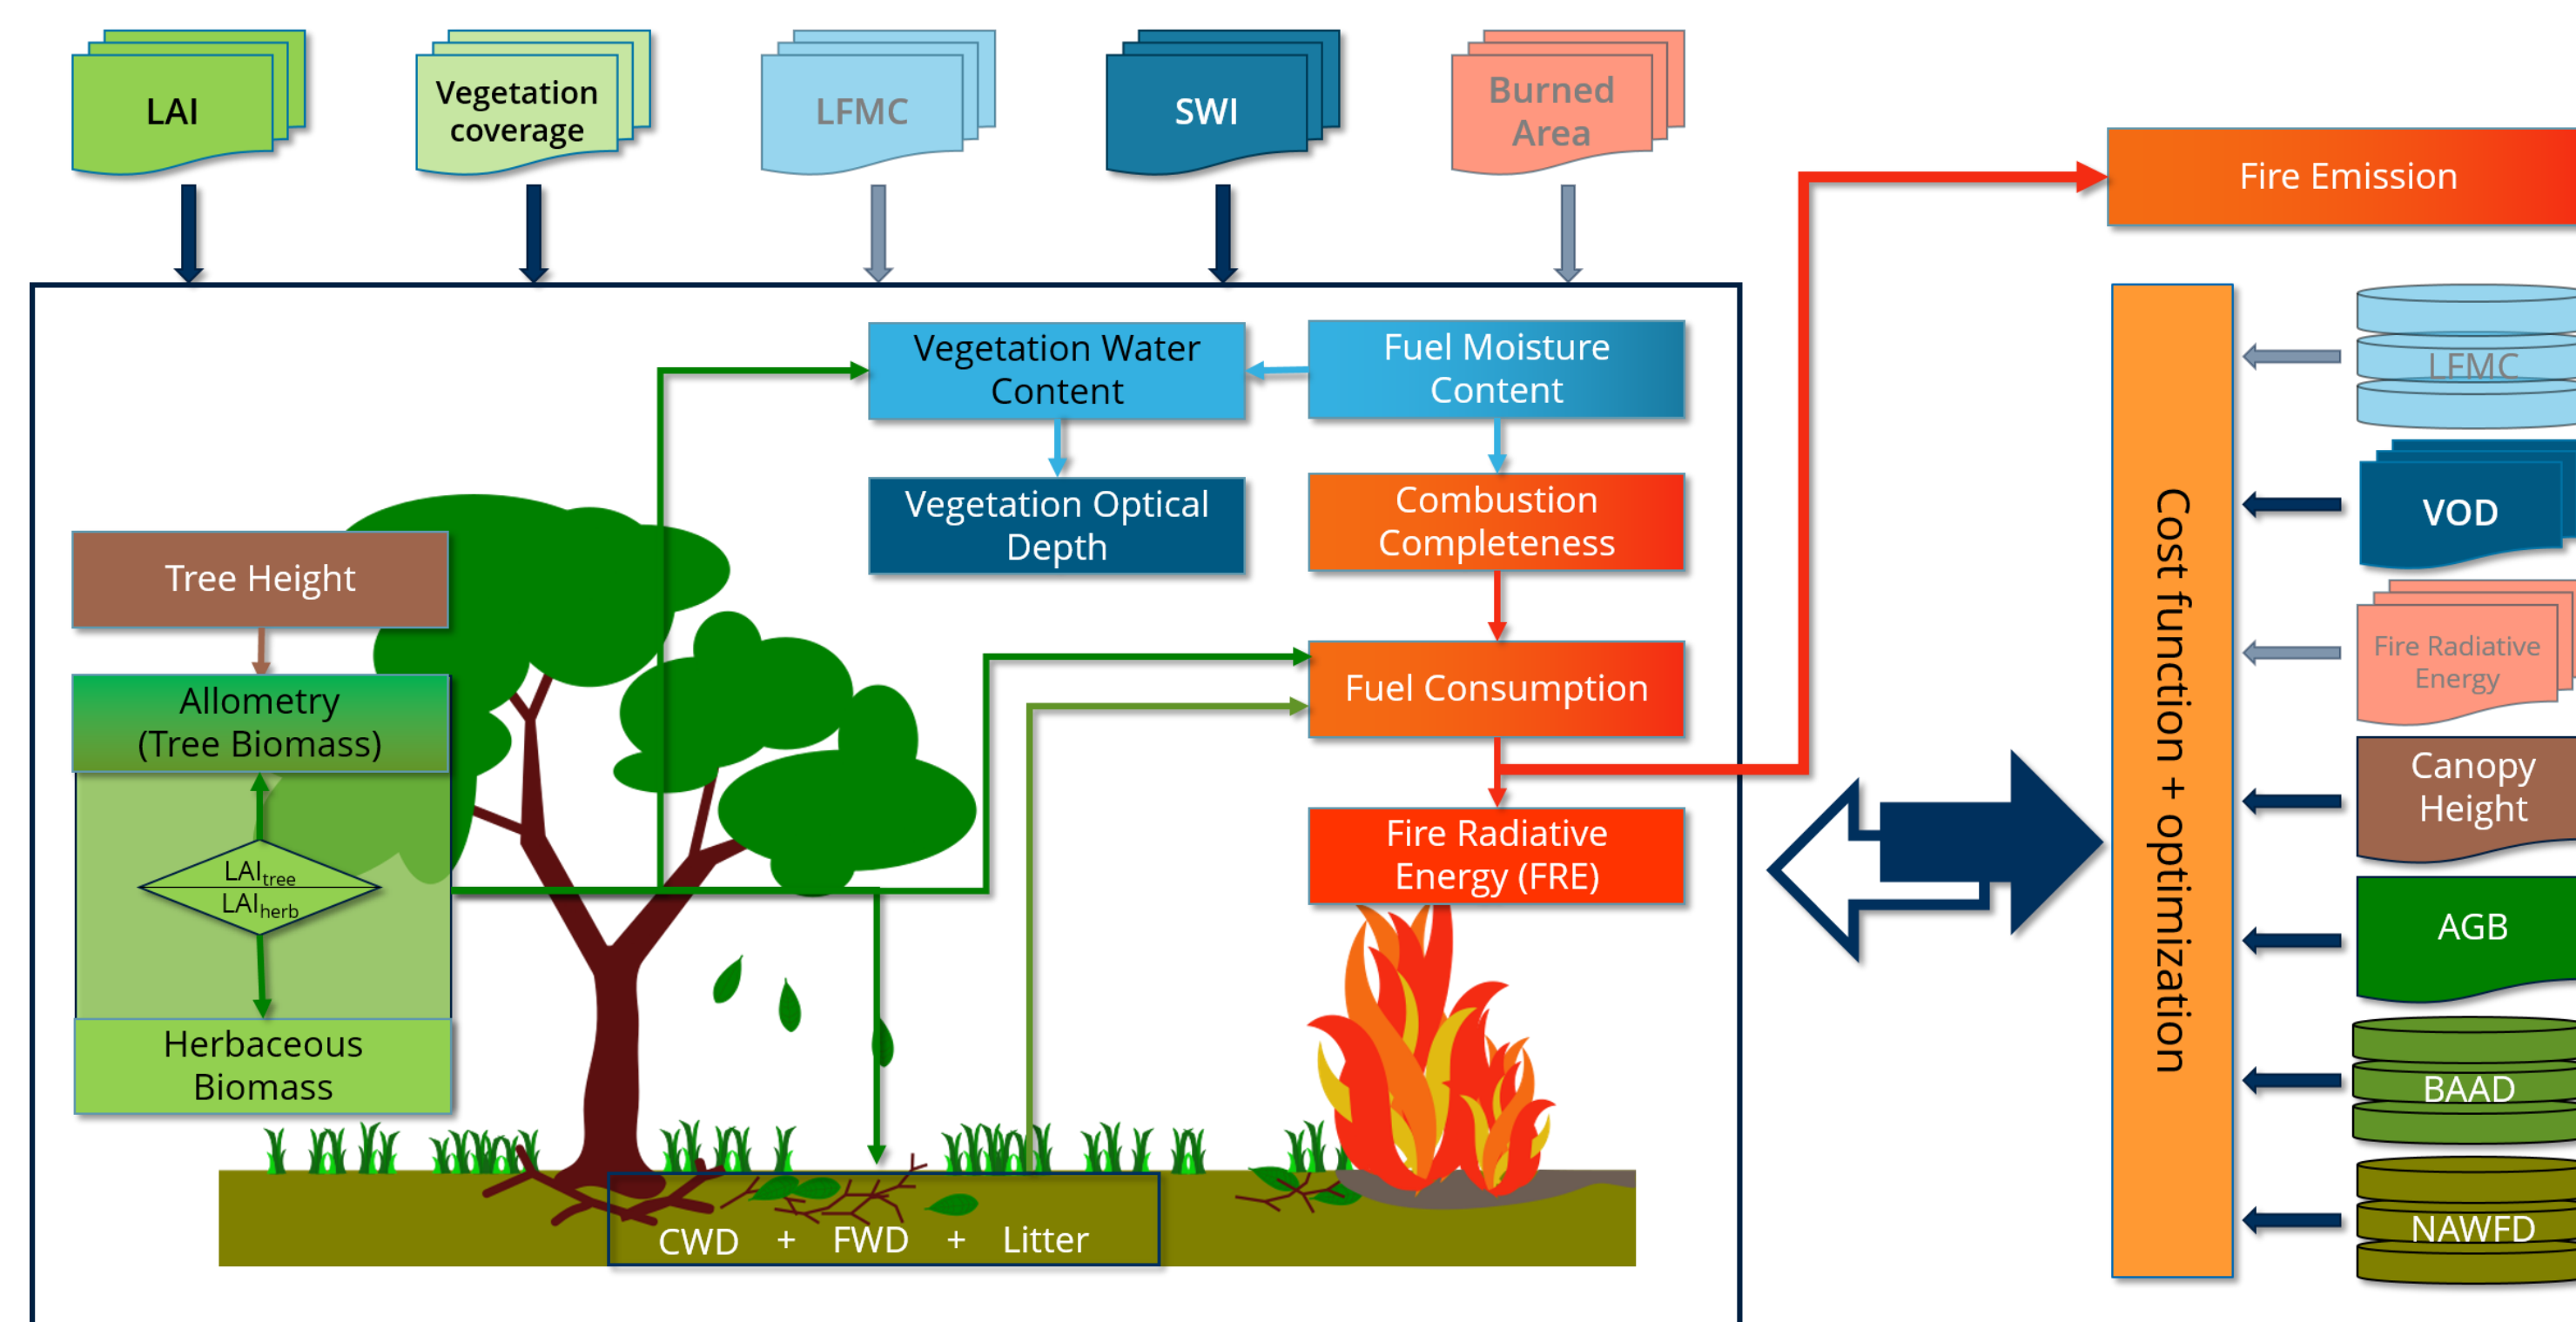 LAI
Vegetation
coverage
LFMC
SWI
Burned
Area
Fire Emission
Vegetation Water
Content
Fuel Moisture
Content
Vegetation Optical
Depth
Combustion
Completeness
Tree Height
Allometry
(Tree Biomass)
Fuel Consumption
LAItree
LAIherb
Fire Radiative
Energy (FRE)
Herbaceous
Biomass
CWD + FWD + Litter
Cost function + optimization
LFMC
VOD
Fire Radiative
Energy
Canopy
Height
AGB
BAAD
NAWFD